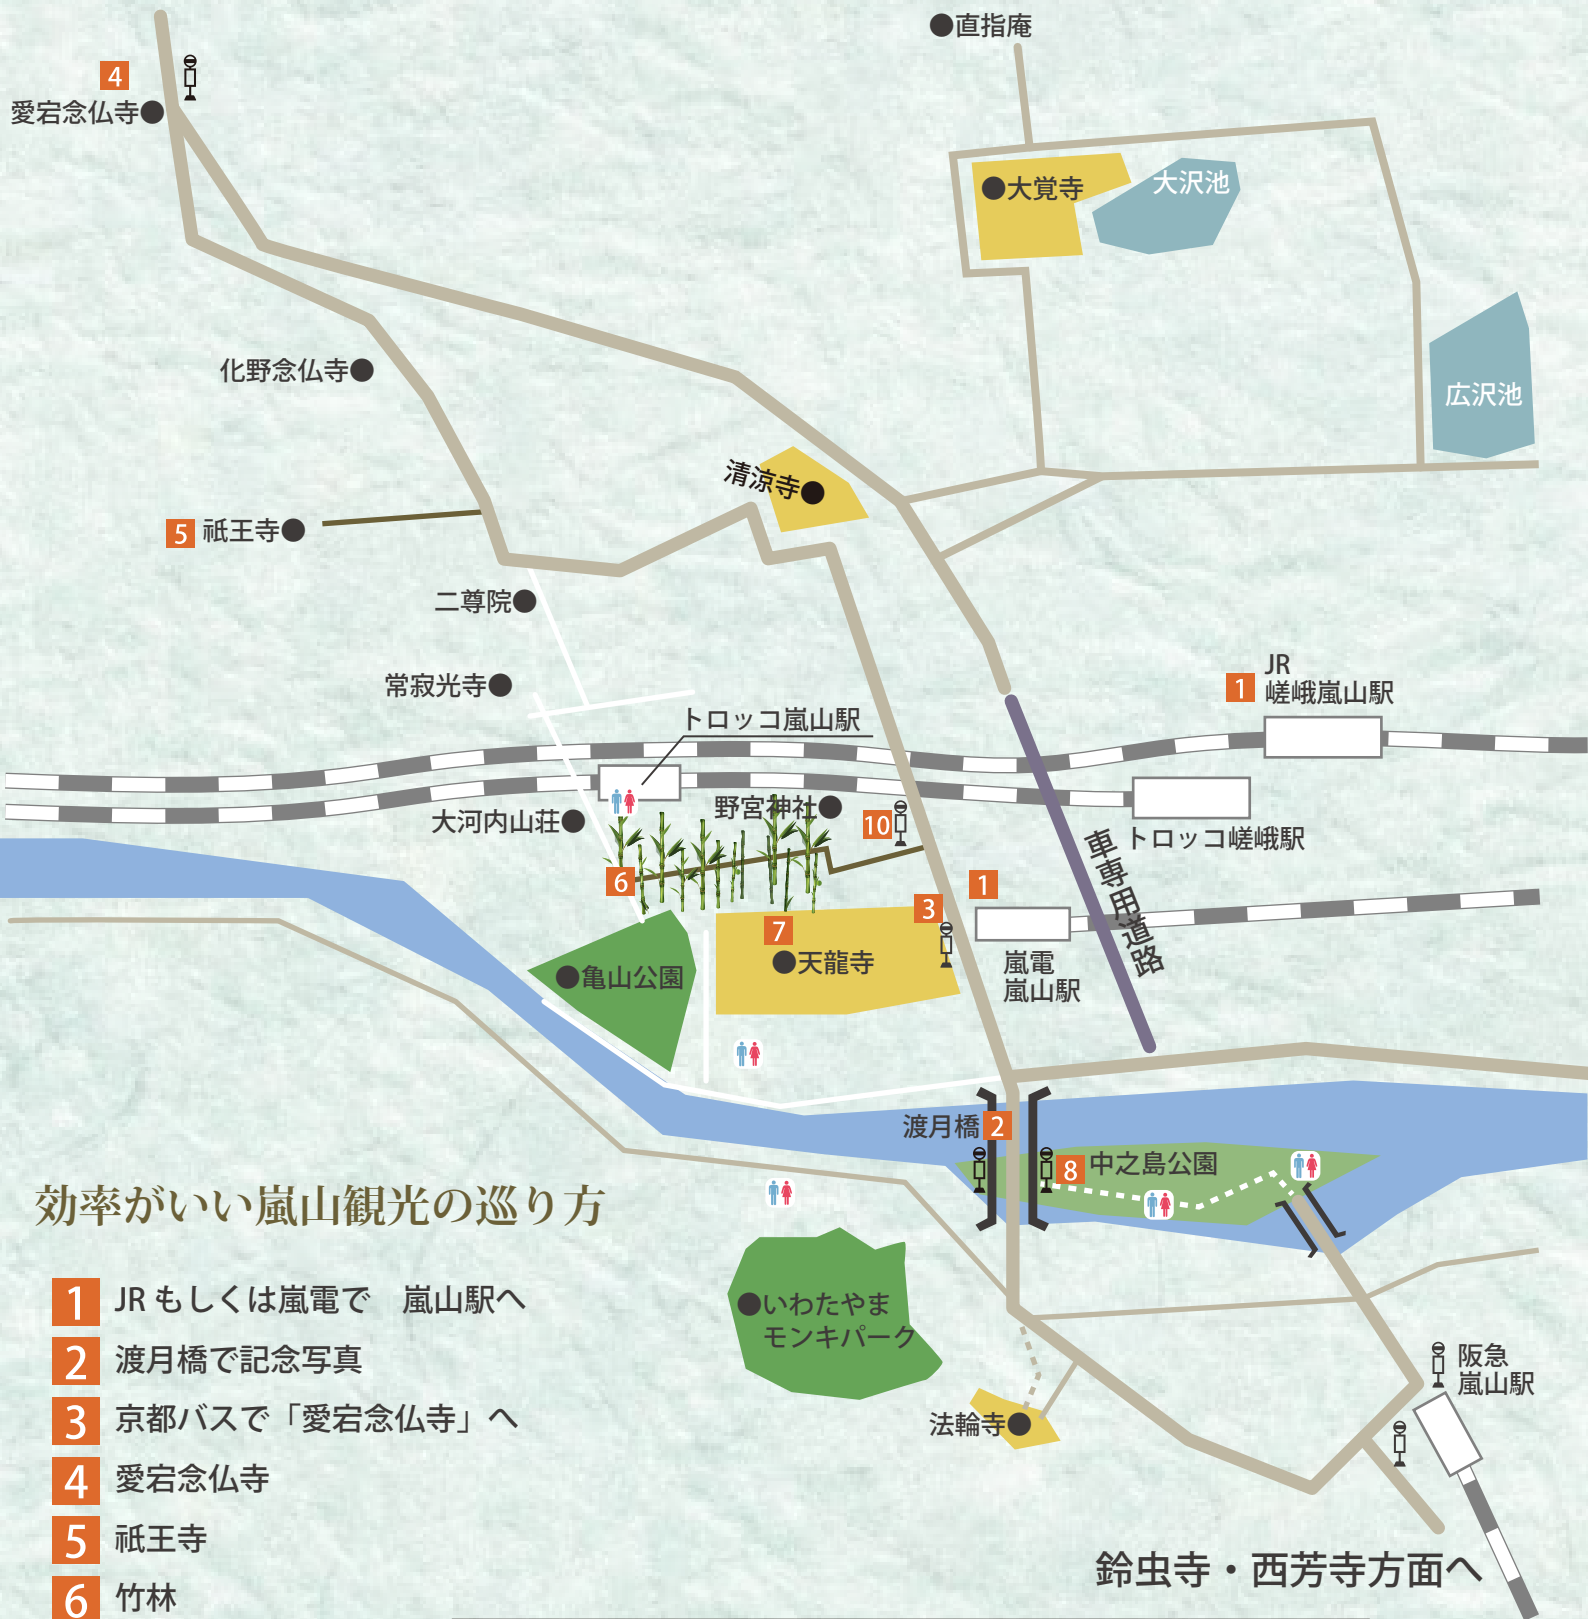 直指庵
4
愛宕念仏寺
大覚寺
大沢池
化野念仏寺
広沢池
清涼寺
5 祇王寺
二尊院
常寂光寺
JR
1 嵯峨嵐山駅
トロッコ嵐山駅
大河内山荘
野宮神社
10
トロッコ嵯峨駅
車専用道路
6
1
3
7
天龍寺
嵐電
嵐山駅
亀山公園
渡月橋 2
8 中之島公園
効率がいい嵐山観光の巡り方
1 JRもしくは嵐電で　嵐山駅へ
2 渡月橋で記念写真
3 京都バスで「愛宕念仏寺」へ
4 愛宕念仏寺
5 祇王寺
6 竹林
いわたやま
モンキパーク
阪急
嵐山駅
法輪寺
鈴虫寺・西芳寺方面へ